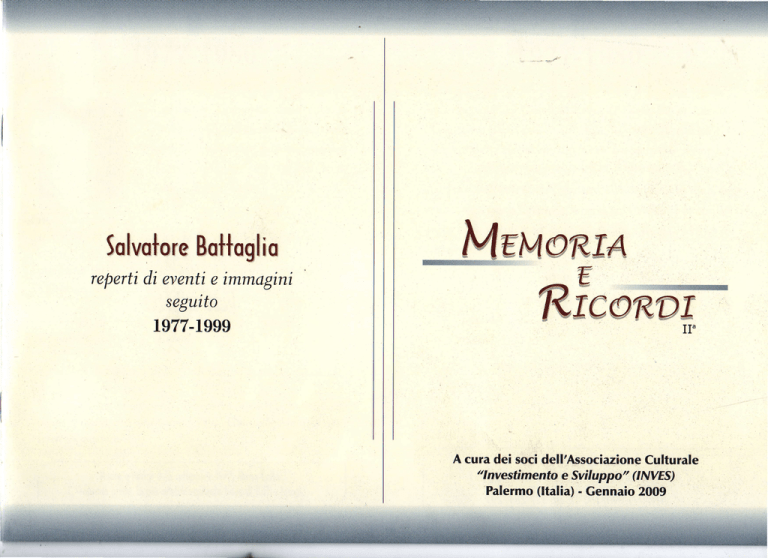 Salvatore Battaglia
reperti di eventi e immagini
seguito
1977-1999
MEMORIA
E
RICORDI
IIª
A cura dei soci dell'Associazione Culturale
"Investimento e Sviluppo" (INVES)
Palermo (Italia) - Gennaio 2009